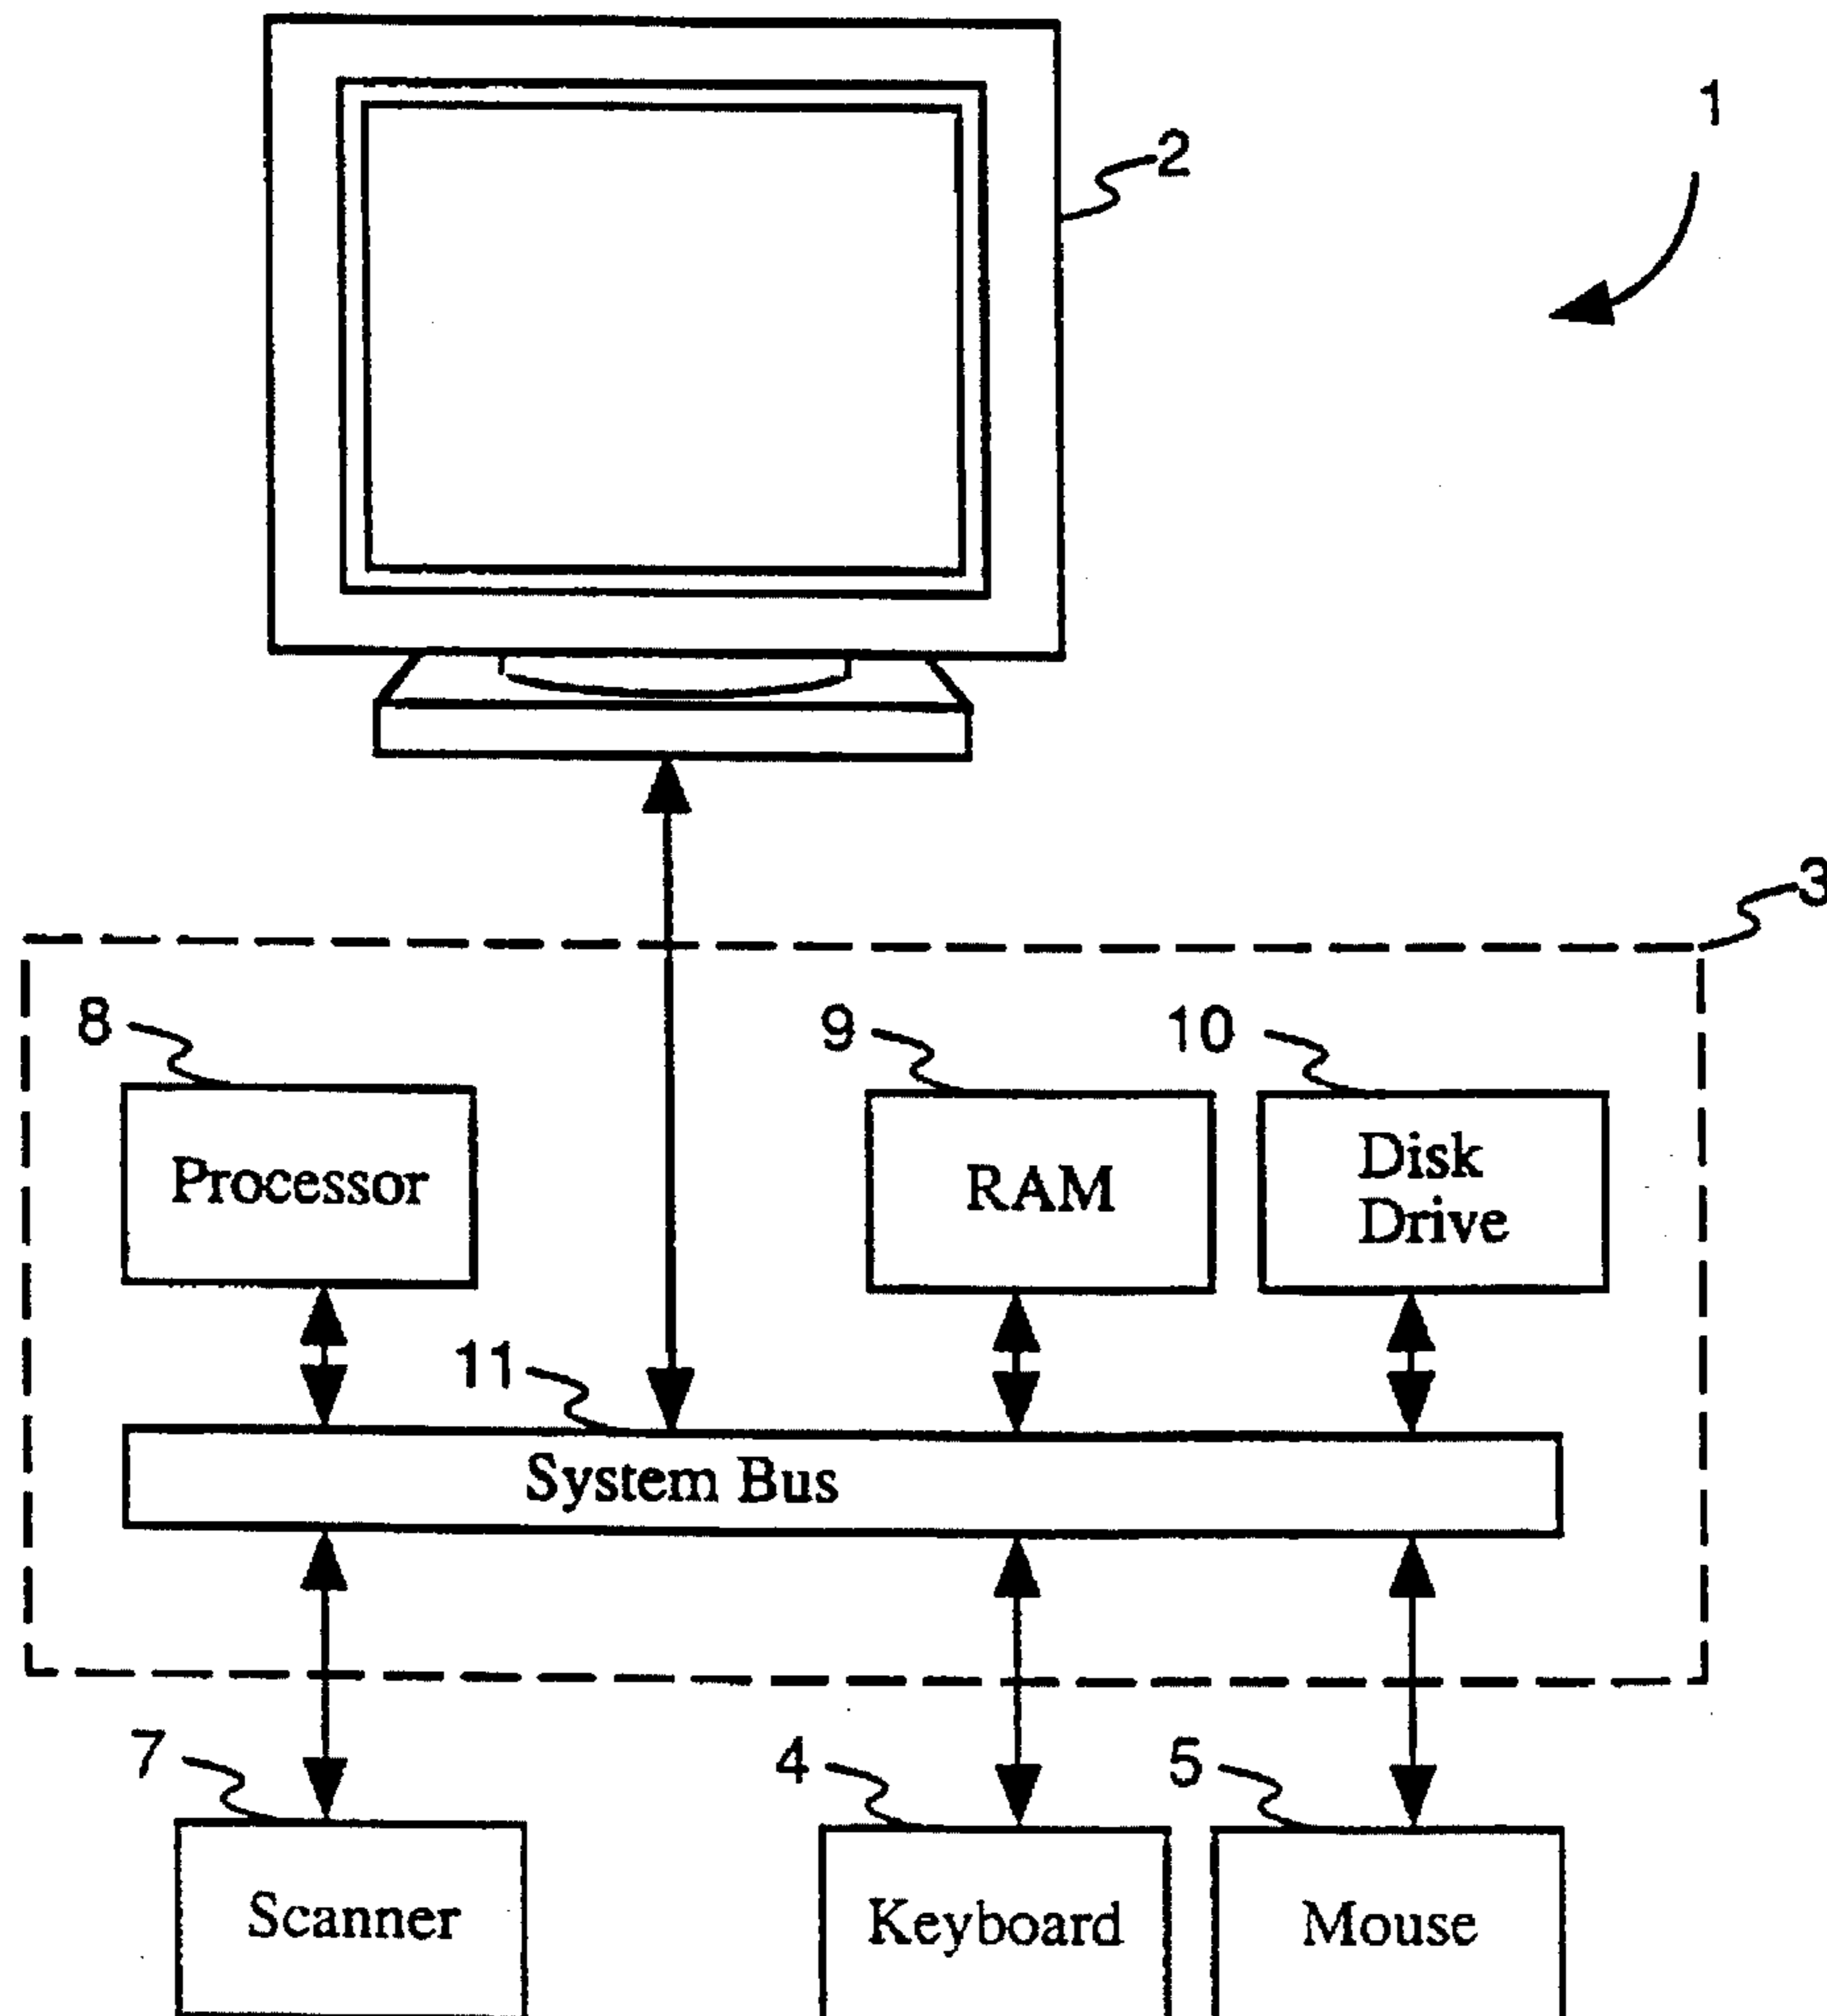 1
2
3
8
9
10
Processor
RAM
Disk
Drive
11
System Bus
7
4
5
Scanner
Keyboard
Mouse